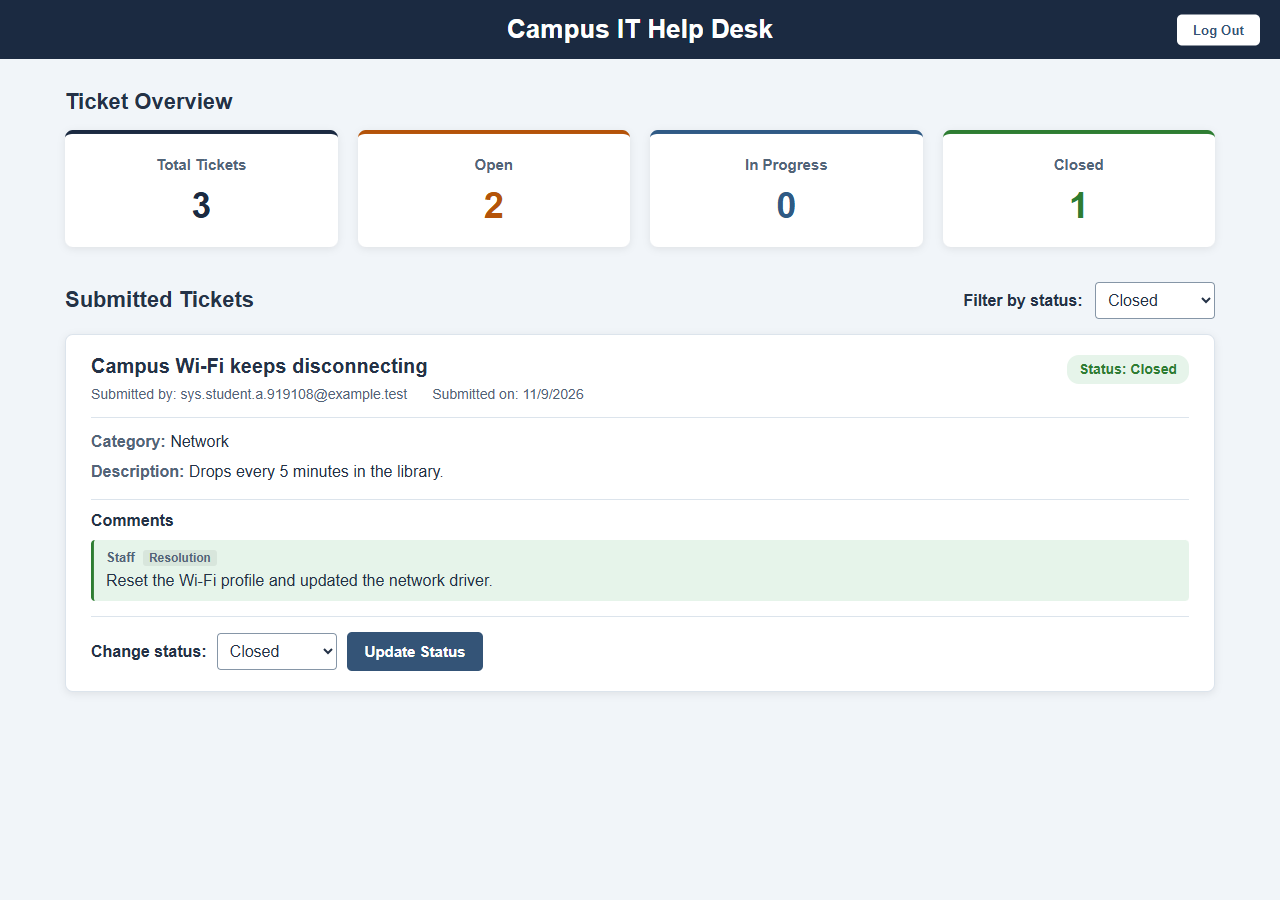 Campus IT Help Desk
Log Out
Ticket Overview
Total Tickets
3
Open
2
In Progress
0
Closed
1
Submitted Tickets
Filter by status: Closed
Campus Wi-Fi keeps disconnecting
Status: Closed
Submitted by: sys.student.a.919108@example.test Submitted on: 11/9/2026
Category: Network
Description: Drops every 5 minutes in the library.
Comments
Staff Resolution
Reset the Wi-Fi profile and updated the network driver.
Change status: Closed Update Status